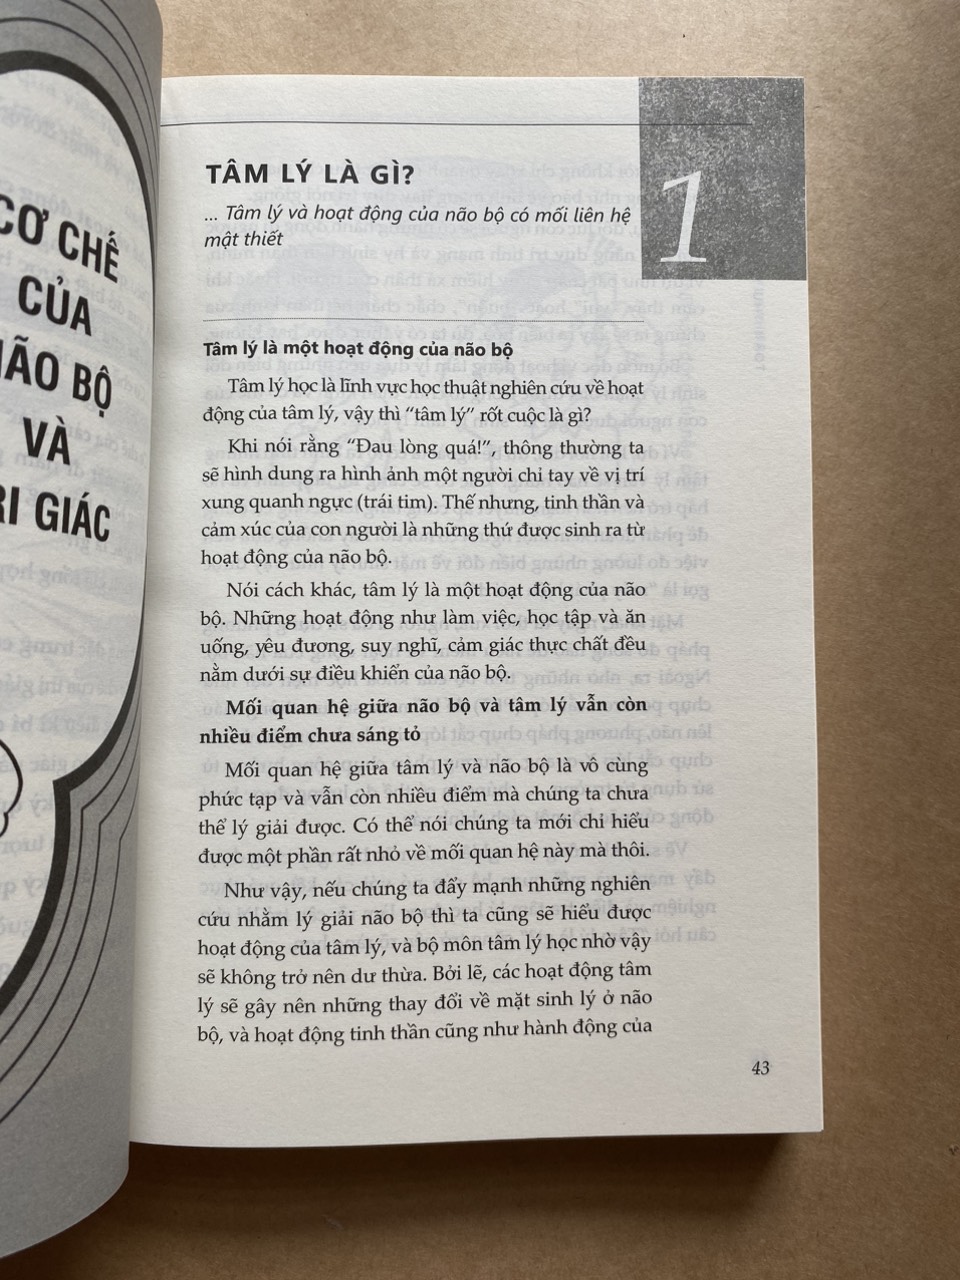 CƠ CHẾ
CỦA
NÃO BỘ
VÀ
TRI GIÁC
1
TÂM LÝ LÀ GÌ?
... Tâm lý và hoạt động của não bộ có mối liên hệ
mật thiết
Tâm lý là một hoạt động của não bộ
Tâm lý học là lĩnh vực học thuật nghiên cứu về hoạt
động của tâm lý, vậy thì “tâm lý” rốt cuộc là gì?
Khi nói rằng “Đau lòng quá!”, thông thường ta
sẽ hình dung ra hình ảnh một người chỉ tay về vị trí
xung quanh ngực (trái tim). Thế nhưng, tinh thần và
cảm xúc của con người là những thứ được sinh ra từ
hoạt động của não bộ.
Nói cách khác, tâm lý là một hoạt động của não
bộ. Những hoạt động như làm việc, học tập và ăn
uống, yêu đương, suy nghĩ, cảm giác thực chất đều
nằm dưới sự điều khiển của não bộ.
Mối quan hệ giữa não bộ và tâm lý vẫn còn
nhiều điểm chưa sáng tỏ
Mối quan hệ giữa tâm lý và não bộ là vô cùng
phức tạp và vẫn còn nhiều điểm mà chúng ta chưa
thể lý giải được. Có thể nói chúng ta mới chỉ hiểu
được một phần rất nhỏ về mối quan hệ này mà thôi.
Như vậy, nếu chúng ta đẩy mạnh những nghiên
cứu nhằm lý giải não bộ thì ta cũng sẽ hiểu được
hoạt động của tâm lý, và bộ môn tâm lý học nhờ vậy
sẽ không trở nên dư thừa. Bởi lẽ, các hoạt động tâm
lý sẽ gây nên những thay đổi về mặt sinh lý ở não
bộ, và hoạt động tinh thần cũng như hành động của
43